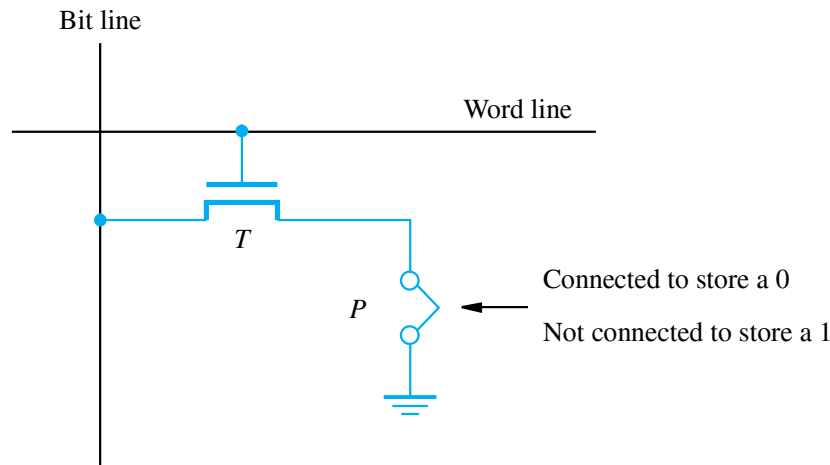 Bit line
Word line
T
P
Connected to store a 0
Not connected to store a 1